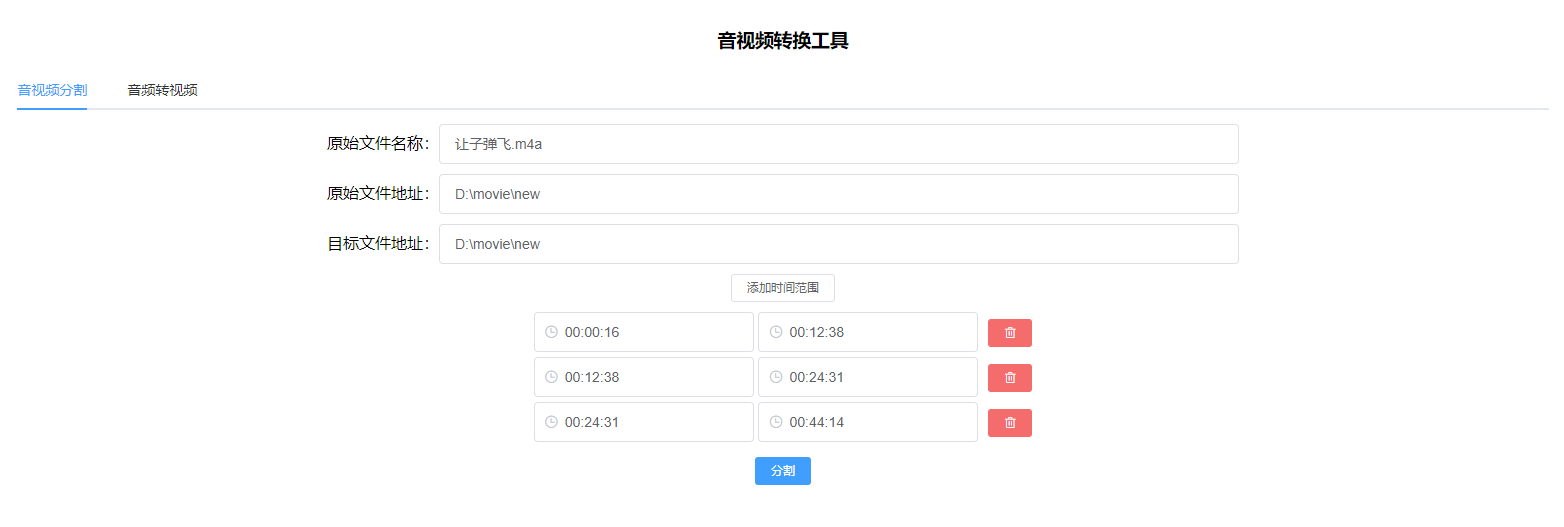 音视频转换工具
音视频分割 音频转视频
原始文件名称： 让子弹飞.m4a
原始文件地址： D:\movie\new
目标文件地址： D:\movie\new
添加时间范围
00:00:16 00:12:38
00:12:38 00:24:31
00:24:31 00:44:14
分割